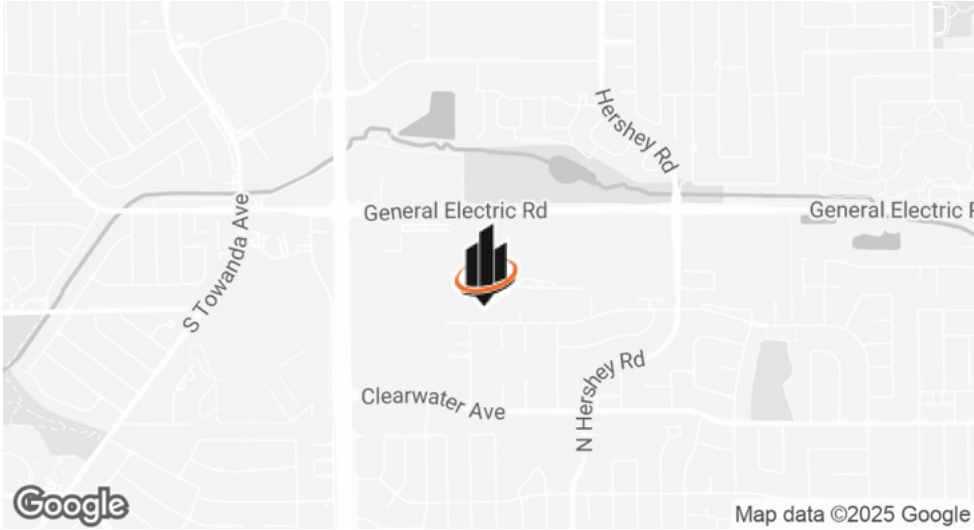 Hershey Rd
General Electric Rd
General Electric R
S Towanda Ave
N Hershey Rd
Clearwater Ave
Google
Map data ©2025 Google